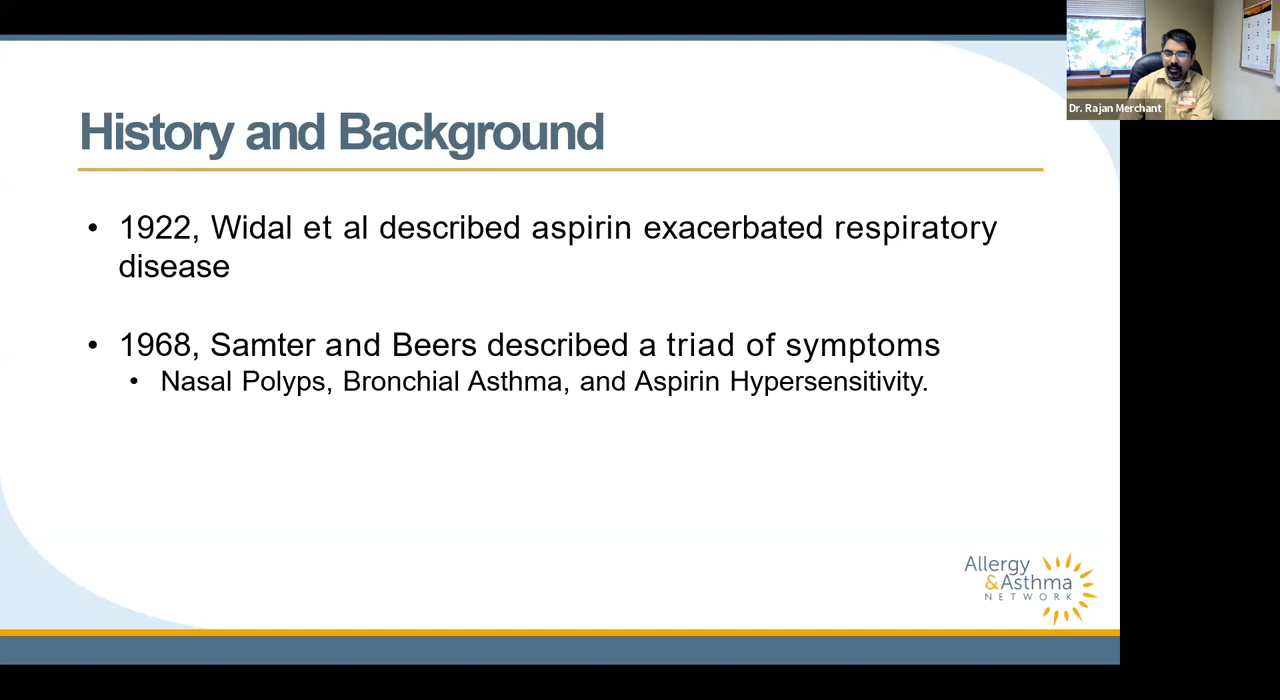 Dr. Rajan Merchant
History and Background
• 1922, Widal et al described aspirin exacerbated respiratory
disease
• 1968, Samter and Beers described a triad of symptoms
• Nasal Polyps, Bronchial Asthma, and Aspirin Hypersensitivity.
Allergy
&Asthma
NETWORK